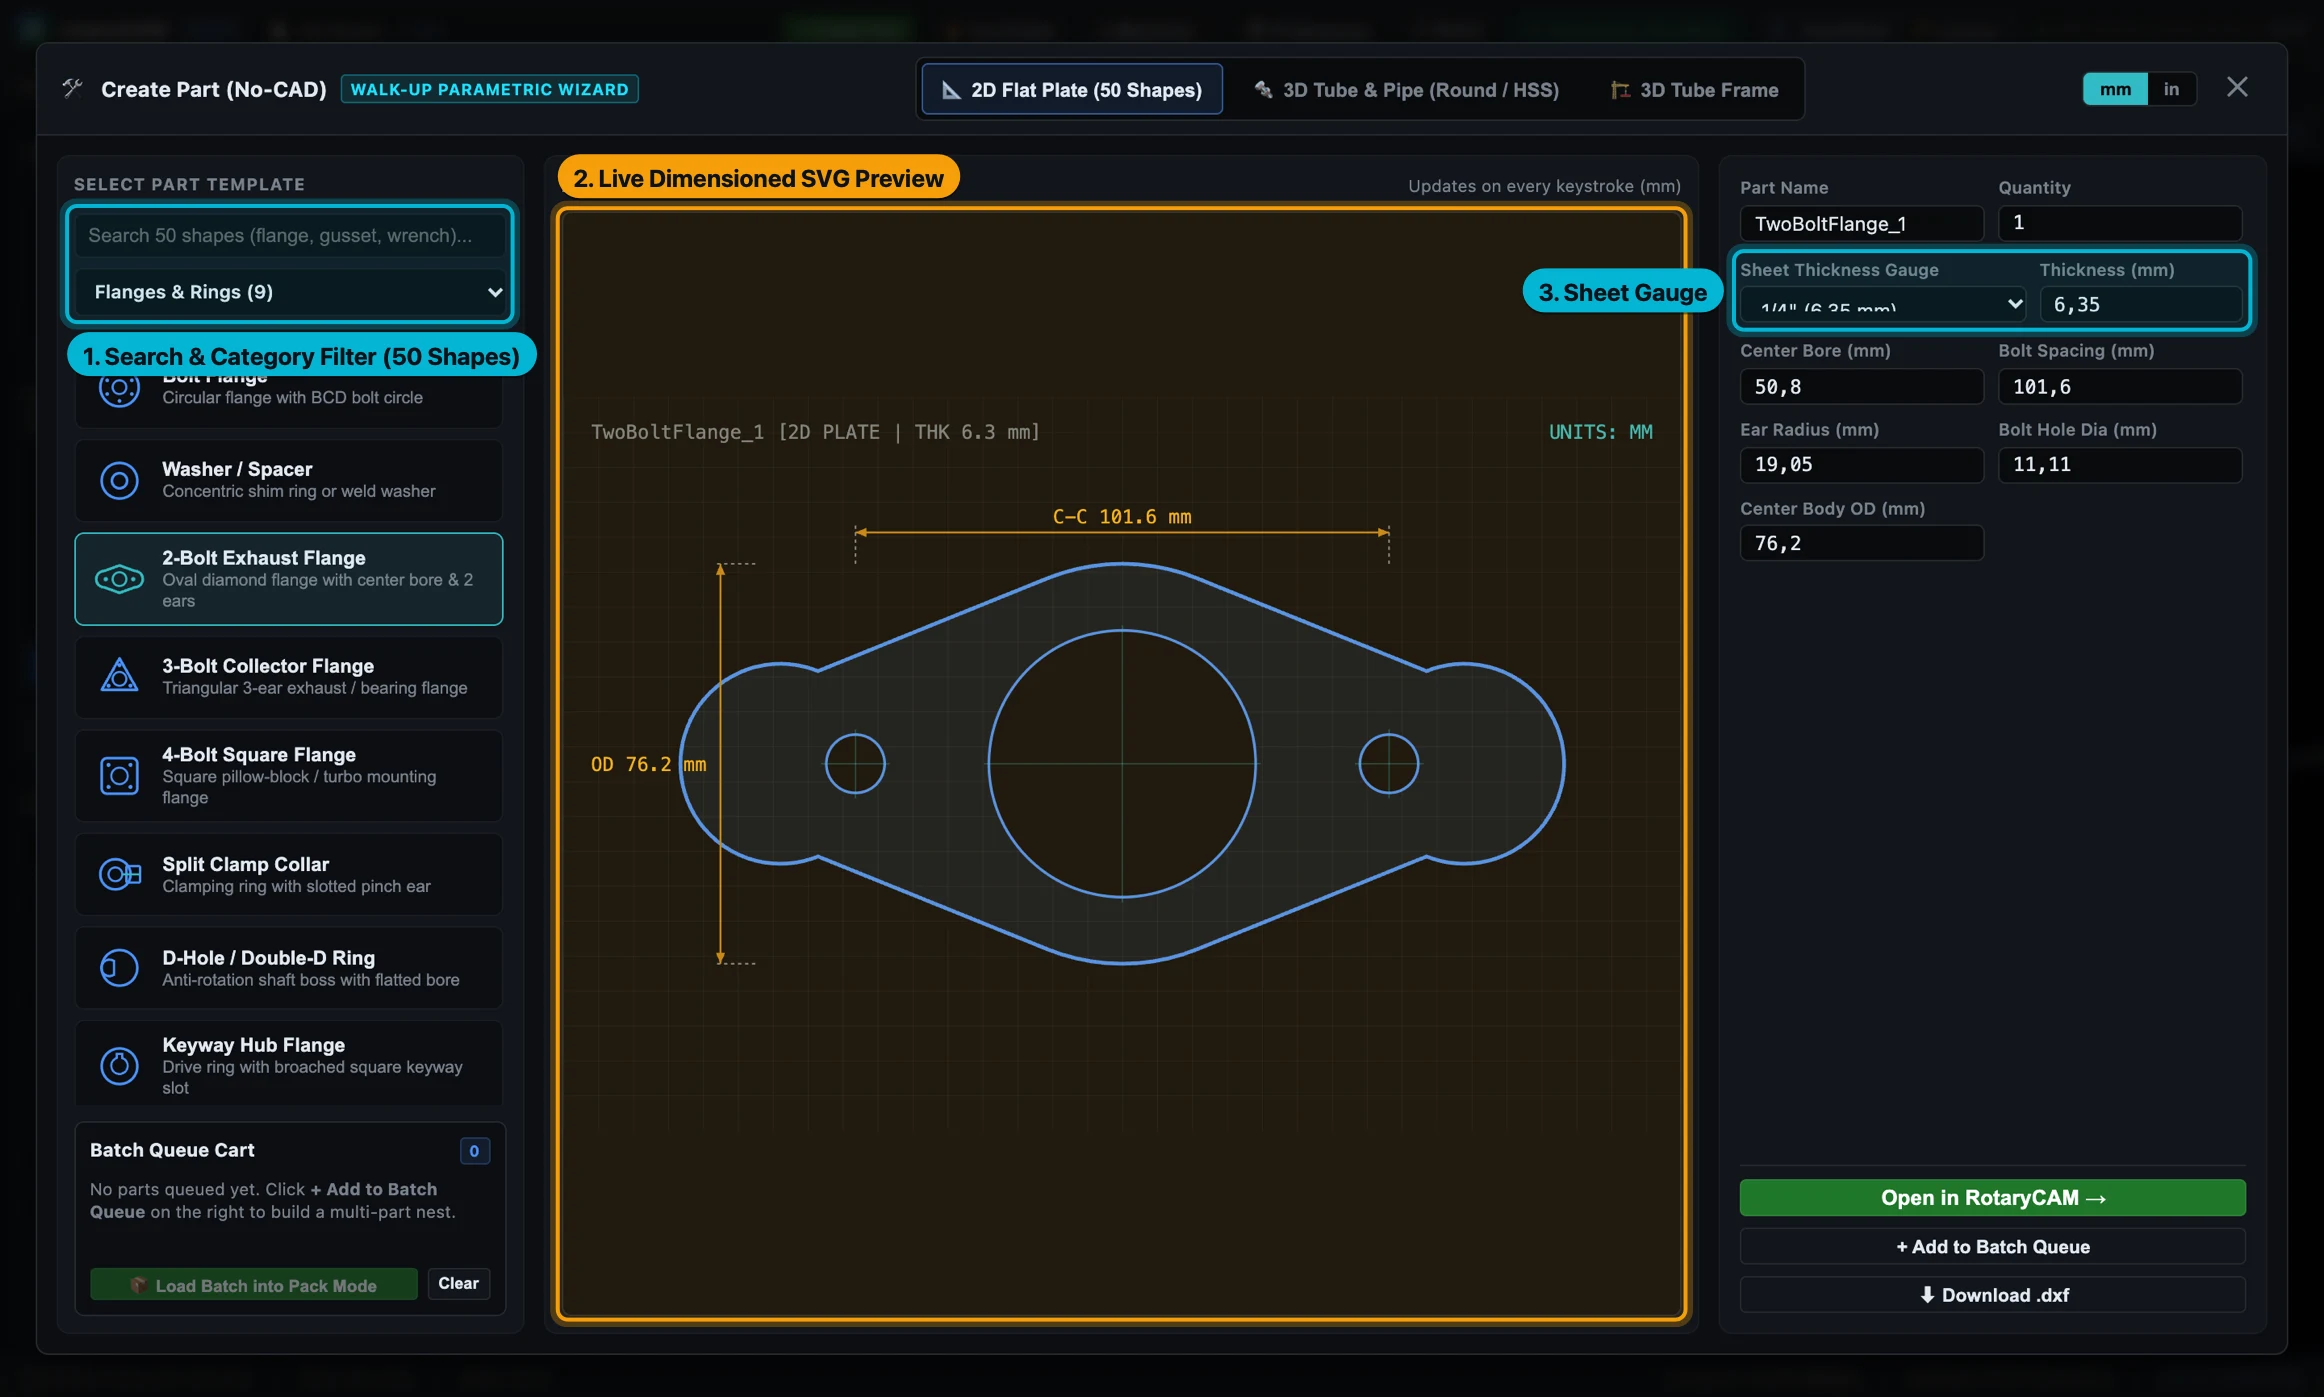 Create Part (No-CAD)
WALK-UP PARAMETRIC WIZARD
2D Flat Plate (50 Shapes)
3D Tube & Pipe (Round / HSS)
3D Tube Frame
mm
in
SELECT PART TEMPLATE
Search 50 shapes (flange, gusset, wrench)...
Flanges & Rings (9)
1. Search & Category Filter (50 Shapes)
Bolt Flange
Circular flange with BCD bolt circle
Washer / Spacer
Concentric shim ring or weld washer
2-Bolt Exhaust Flange
Oval diamond flange with center bore & 2
ears
3-Bolt Collector Flange
Triangular 3-ear exhaust / bearing flange
4-Bolt Square Flange
Square pillow-block / turbo mounting
flange
Split Clamp Collar
Clamping ring with slotted pinch ear
D-Hole / Double-D Ring
Anti-rotation shaft boss with flatted bore
Keyway Hub Flange
Drive ring with broached square keyway
slot
Batch Queue Cart
0
No parts queued yet. Click + Add to Batch
Queue on the right to build a multi-part nest.
Load Batch into Pack Mode
Clear
2. Live Dimensioned SVG Preview
Updates on every keystroke (mm)
TwoBoltFlange_1 [2D PLATE | THK 6.3 mm]
UNITS: MM
C-C 101.6 mm
OD 76.2 mm
3. Sheet Gauge
Part Name
Quantity
TwoBoltFlange_1
1
Sheet Thickness Gauge
Thickness (mm)
1/4" (6.35 mm)
6,35
Center Bore (mm)
Bolt Spacing (mm)
50,8
101,6
Ear Radius (mm)
Bolt Hole Dia (mm)
19,05
11,11
Center Body OD (mm)
76,2
Open in RotaryCAM →
+ Add to Batch Queue
⬇ Download .dxf